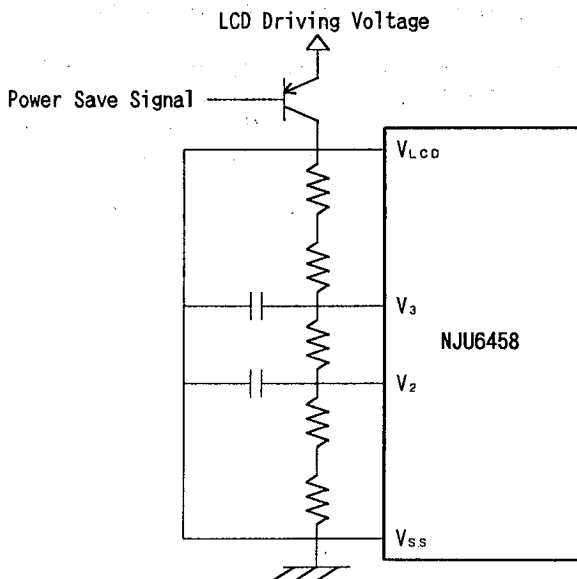 LCD Driving Voltage
Power Save Signal
VLCD
V3
NJU6458
V2
VSS